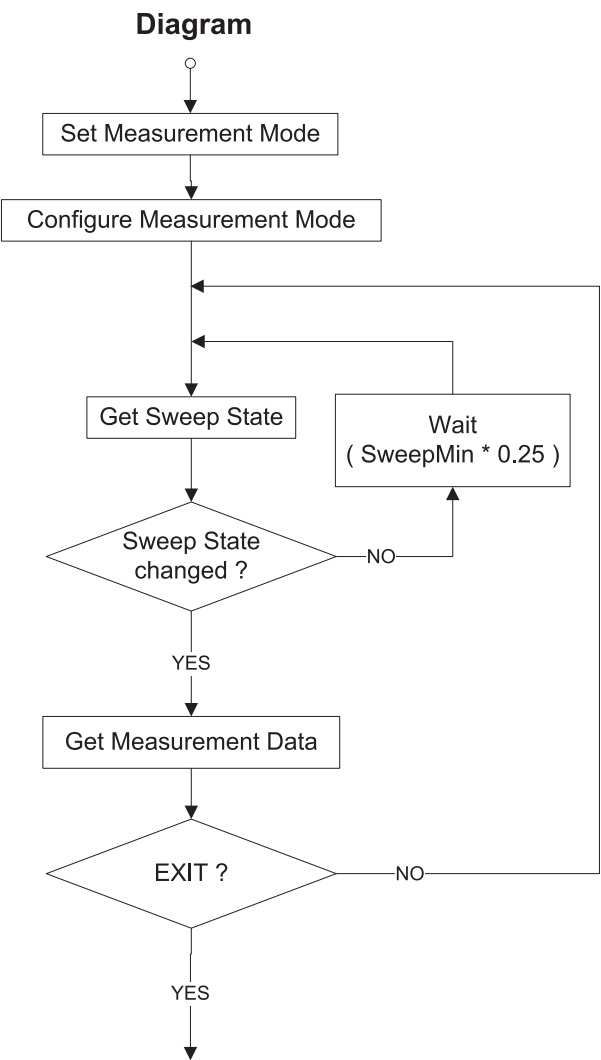 Diagram
Set Measurement Mode
Configure Measurement Mode
Get Sweep State
Wait
( SweepMin * 0.25 )
Sweep State
changed ?
NO
YES
Get Measurement Data
EXIT ?
NO
YES